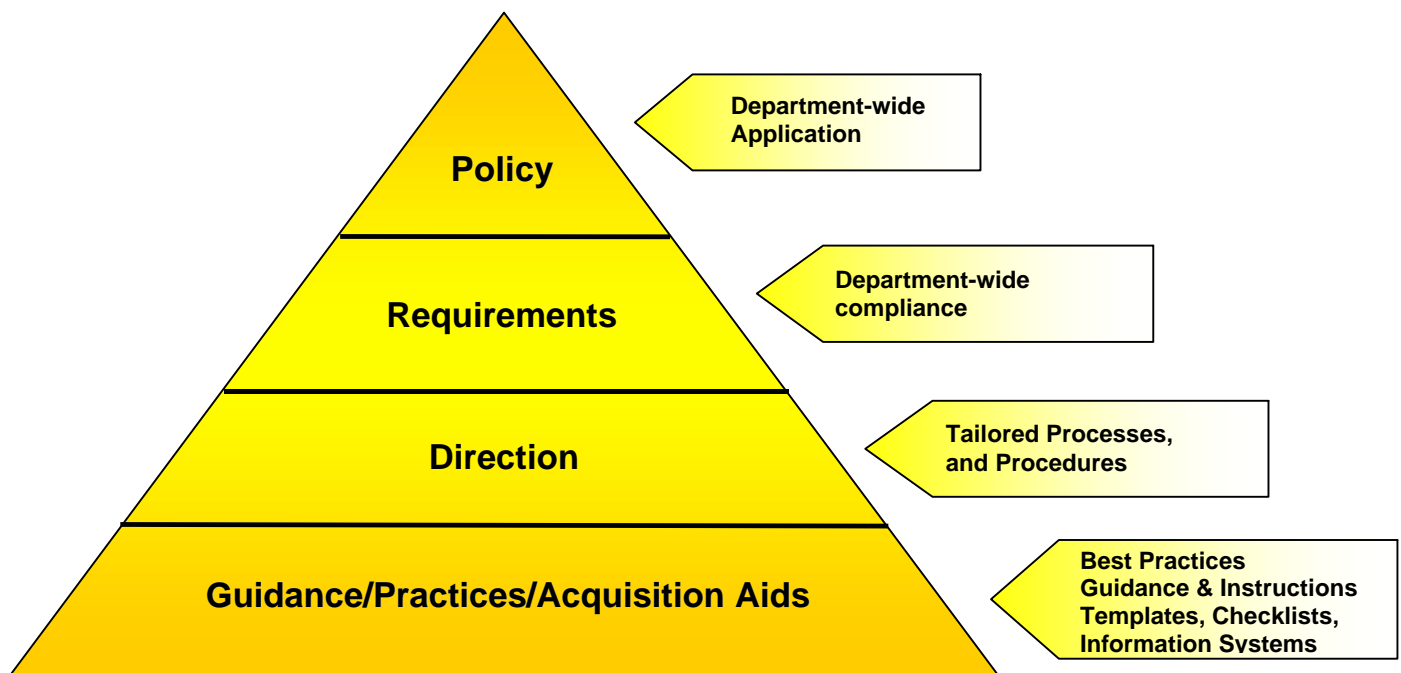 Policy
Department-wide
Application
Requirements
Department-wide
compliance
Direction
Tailored Processes,
and Procedures
Guidance/Practices/Acquisition Aids
Best Practices
Guidance & Instructions
Templates, Checklists,
Information Systems